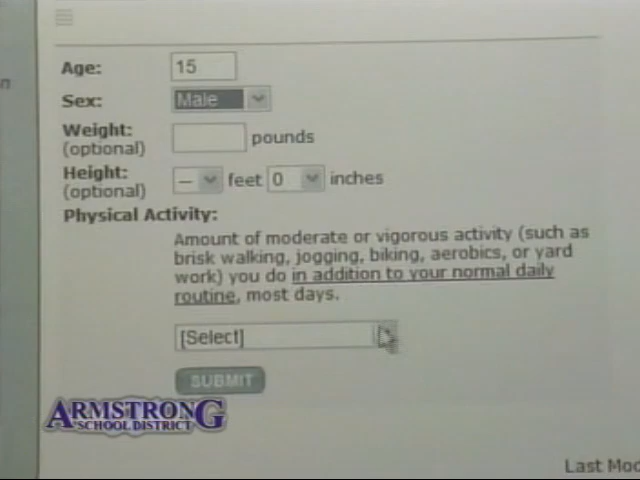 Age: 15
Sex: Male
Weight: pounds
(optional)
Height: -- feet 0 inches
(optional)
Physical Activity:
Amount of moderate or vigorous activity (such as
brisk walking, jogging, biking, aerobics, or yard
work) you do in addition to your normal daily
routine, most days.
[Select]
SUBMIT
ARMSTRONG
SCHOOL DISTRICT
Last Mod